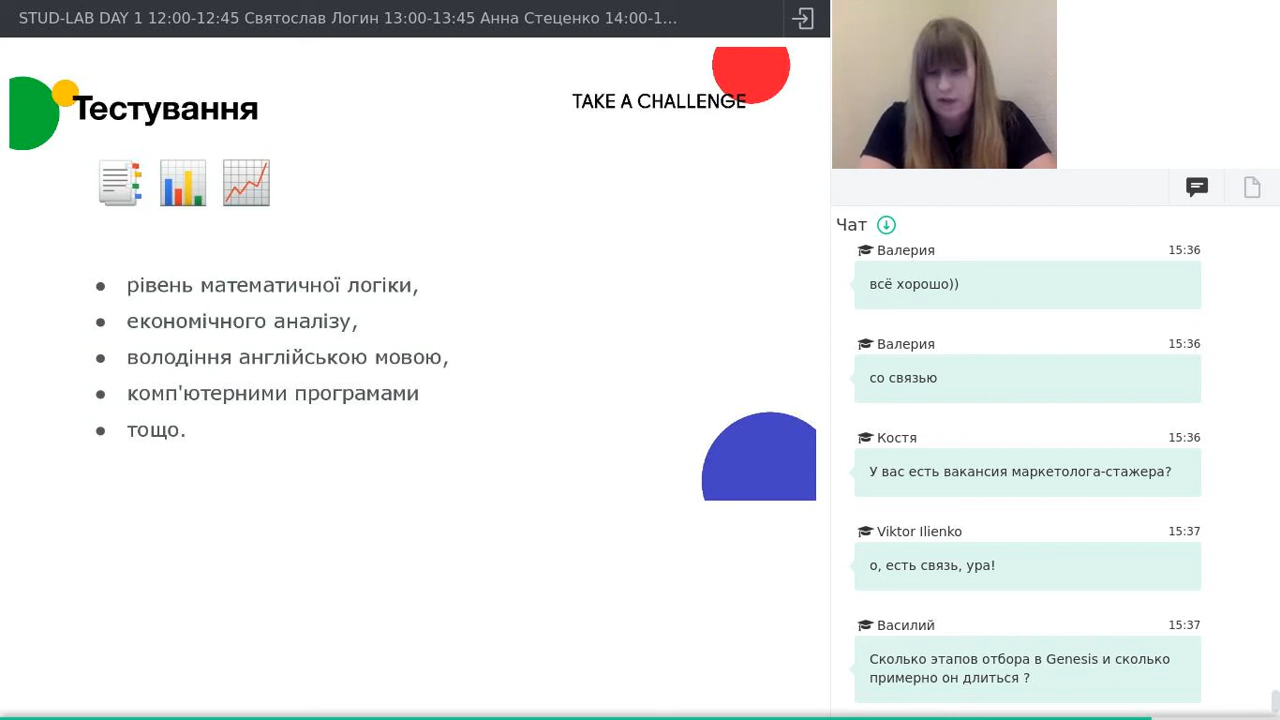 STUD-LAB DAY 1 12:00-12:45 Святослав Логин 13:00-13:45 Анна Стеценко 14:00-1...
Тестування
TAKE A CHALLENGE
● рівень математичної логіки,
● економічного аналізу,
● володіння англійською мовою,
● комп'ютерними програмами
● тощо.
Чат
Валерия 15:36
всё хорошо))
Валерия 15:36
со связью
Костя 15:36
У вас есть вакансия маркетолога-стажера?
Viktor Ilienko 15:37
о, есть связь, ура!
Василий 15:37
Сколько этапов отбора в Genesis и сколько
примерно он длиться ?